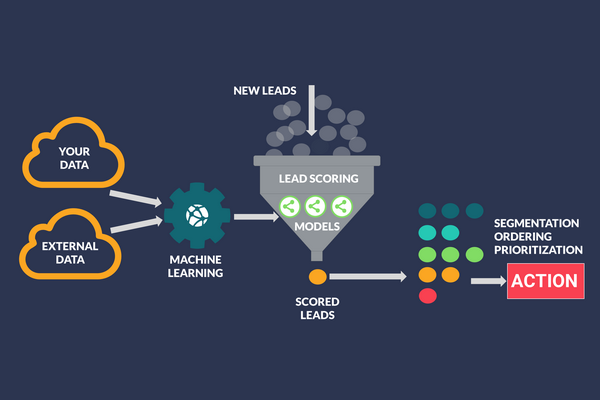 NEW LEADS
YOUR
DATA
EXTERNAL
DATA
MACHINE
LEARNING
LEAD SCORING
MODELS
SCORED
LEADS
SEGMENTATION
ORDERING
PRIORITIZATION
ACTION